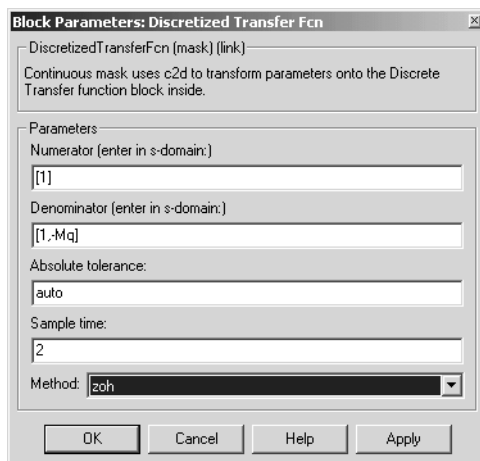 Block Parameters: Discretized Transfer Fcn
DiscretizedTransferFcn (mask) (link)
Continuous mask uses c2d to transform parameters onto the Discrete
Transfer function block inside.
Parameters
Numerator (enter in s-domain:)
[1]
Denominator (enter in s-domain:)
[1,-Mq]
Absolute tolerance:
auto
Sample time:
2
Method: zoh
OK Cancel Help Apply